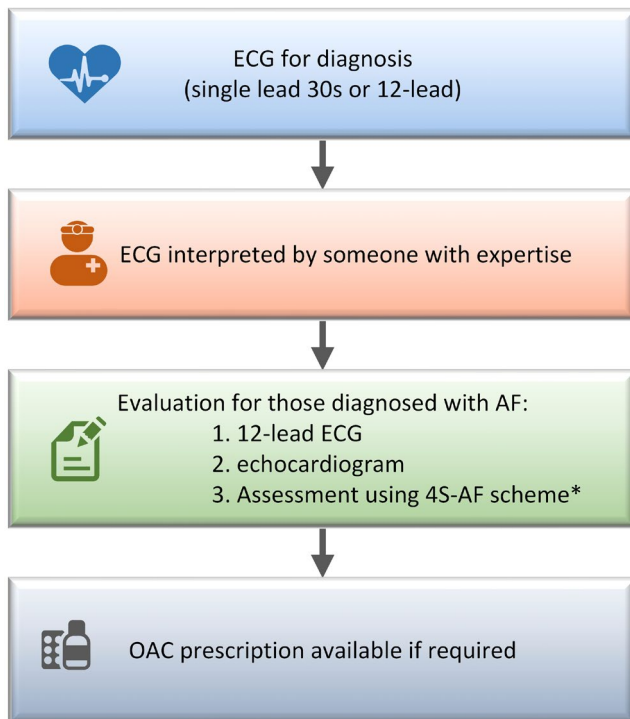 ECG for diagnosis
(single lead 30s or 12-lead)
ECG interpreted by someone with expertise
Evaluation for those diagnosed with AF:
1. 12-lead ECG
2. echocardiogram
3. Assessment using 4S-AF scheme*
OAC prescription available if required